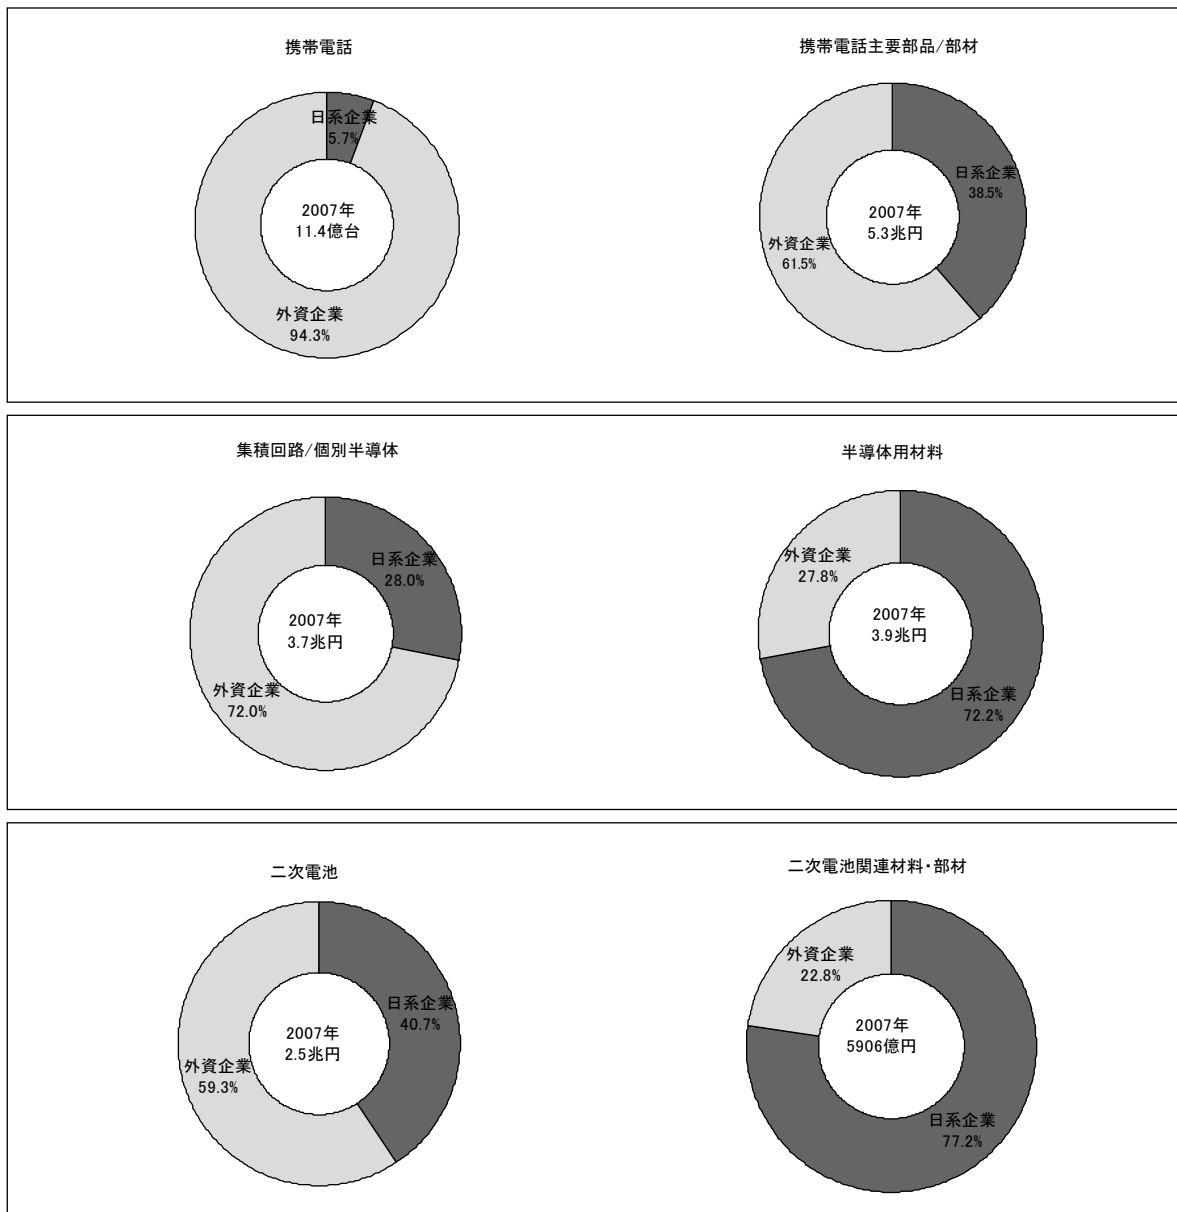 携帯電話
日系企業
5.7%
2007年
11.4億台
外資企業
94.3%
携帯電話主要部品/部材
日系企業
38.5%
2007年
5.3兆円
外資企業
61.5%
集積回路/個別半導体
日系企業
28.0%
2007年
3.7兆円
外資企業
72.0%
半導体用材料
外資企業
27.8%
2007年
3.9兆円
日系企業
72.2%
二次電池
日系企業
40.7%
2007年
2.5兆円
外資企業
59.3%
二次電池関連材料・部材
外資企業
22.8%
2007年
5906億円
日系企業
77.2%